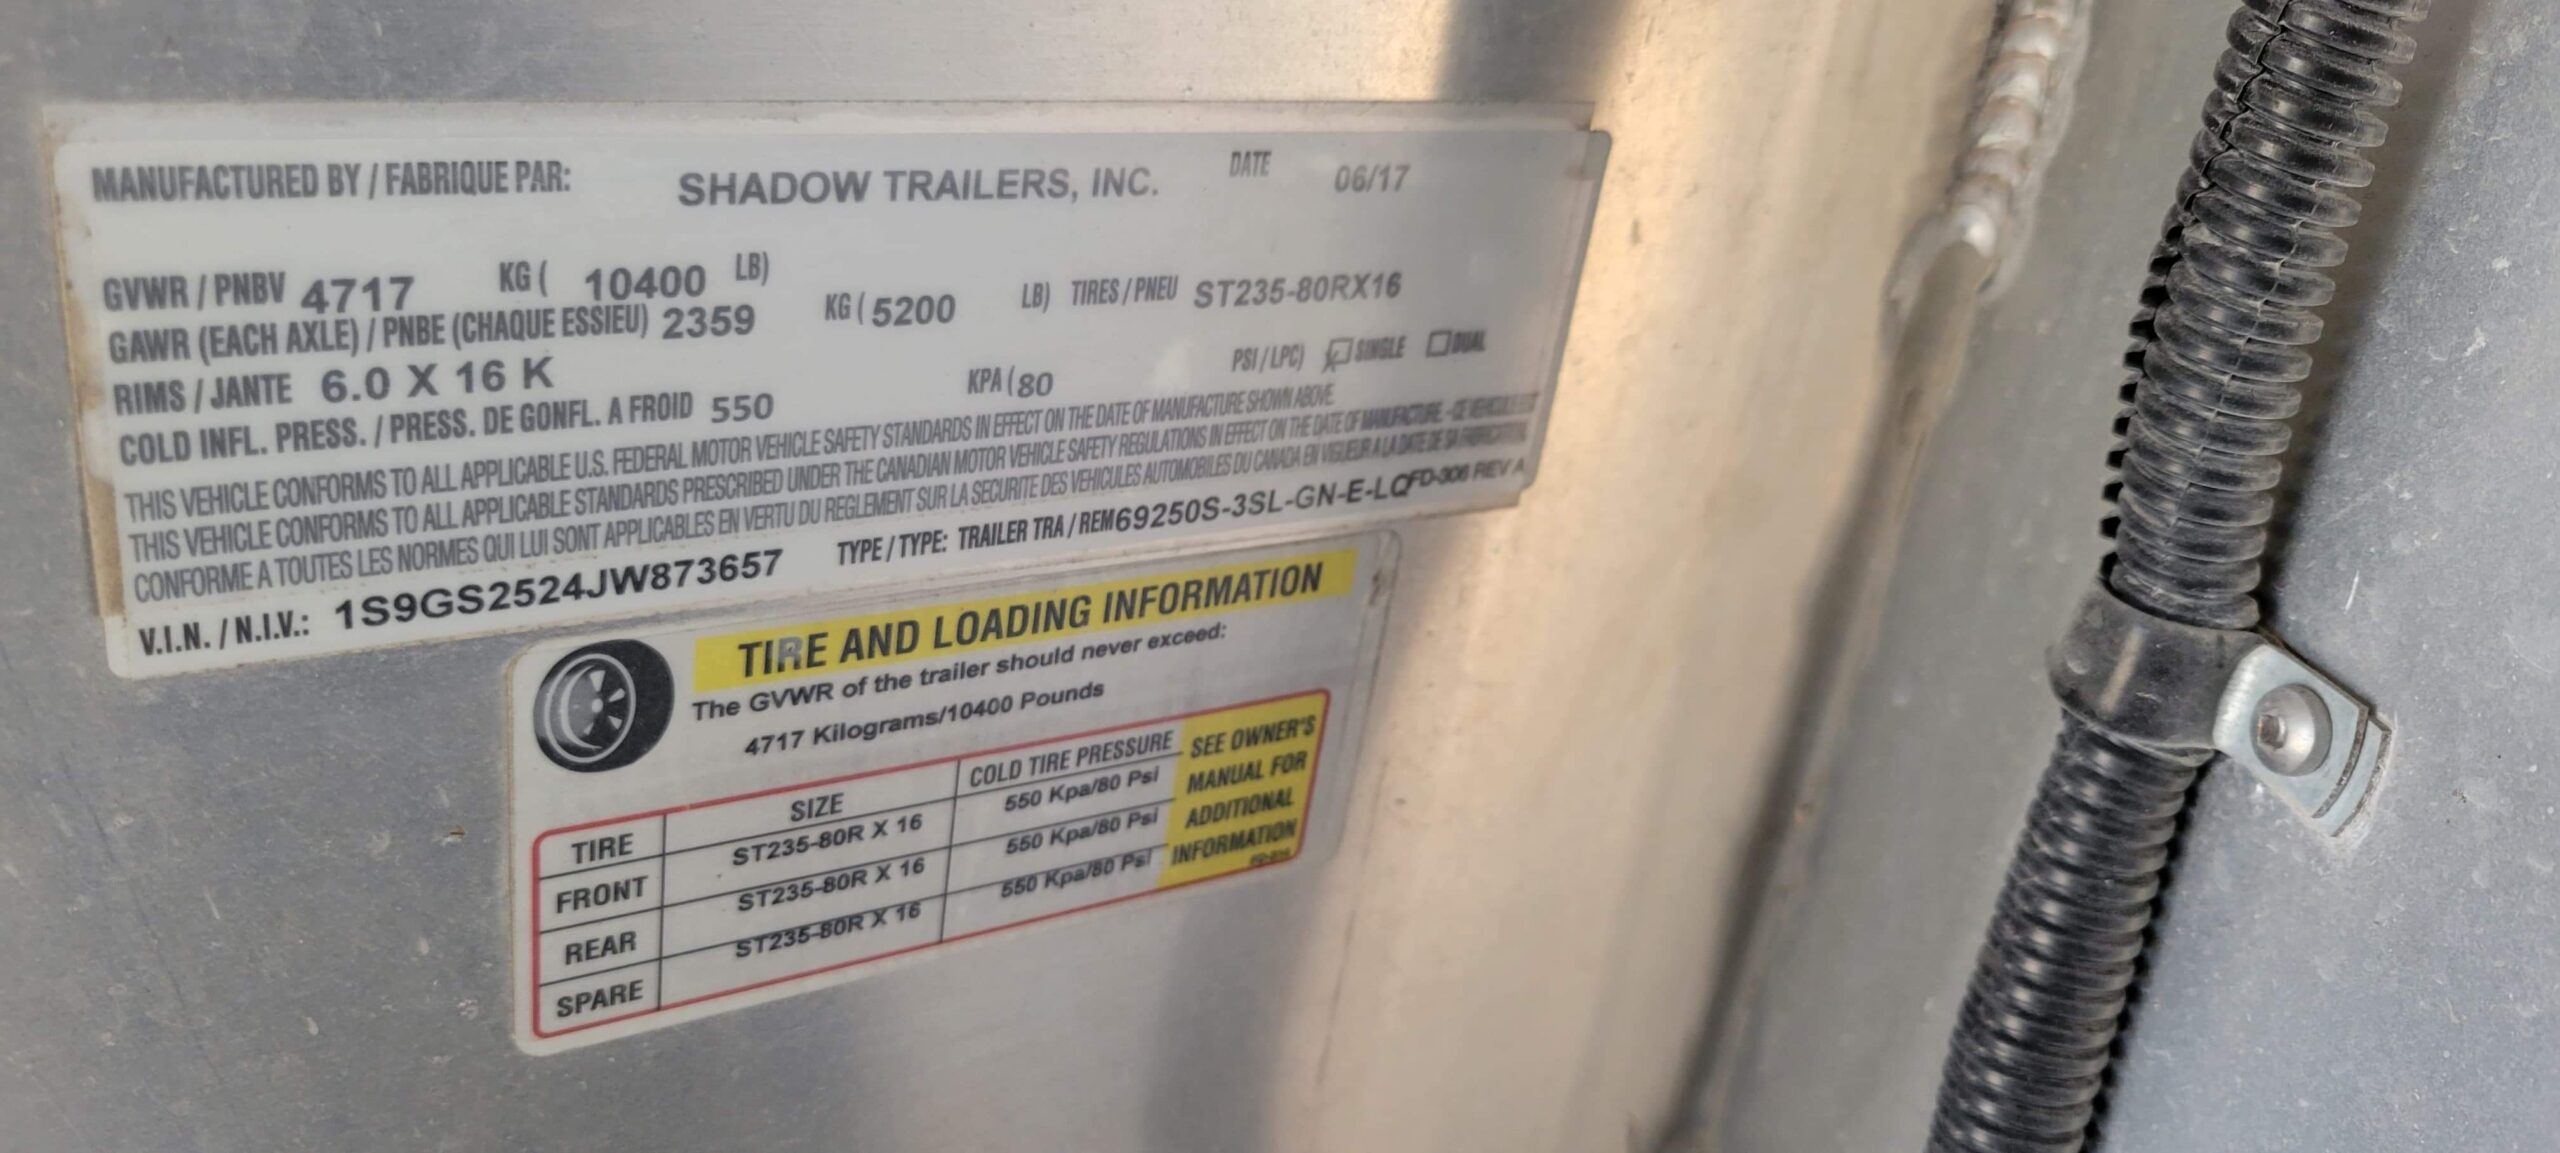 MANUFACTURED BY / FABRIQUE PAR: SHADOW TRAILERS, INC. DATE 06/17
GVWR / PNBV 4717 KG ( 10400 LB)
GAWR (EACH AXLE) / PNBE (CHAQUE ESSIEU) 2359 KG ( 5200 LB) TIRES / PNEU ST235-80RX16
RIMS / JANTE 6.0 X 16 K
COLD INFL. PRESS. / PRESS. DE GONFL. A FROID 550 KPA ( 80 PSI / LPC) SINGLE DUAL
THIS VEHICLE CONFORMS TO ALL APPLICABLE U.S. FEDERAL MOTOR VEHICLE SAFETY STANDARDS IN EFFECT ON THE DATE OF MANUFACTURE SHOWN ABOVE.
THIS VEHICLE CONFORMS TO ALL APPLICABLE STANDARDS PRESCRIBED UNDER THE CANADIAN MOTOR VEHICLE SAFETY REGULATIONS IN EFFECT ON THE DATE OF MANUFACTURE. - CE VEHICULE EST
CONFORME A TOUTES LES NORMES QUI LUI SONT APPLICABLES EN VERTU DU REGLEMENT SUR LA SECURITE DES VEHICULES AUTOMOBILES DU CANADA EN VIGUEUR A LA DATE DE SA FABRICATION.
V.I.N. / N.I.V.: 1S9GS2524JW873657 TYPE / TYPE: TRAILER TRA / REM 69250S-3SL-GN-E-LQ FD-306 REV A
TIRE AND LOADING INFORMATION
The GVWR of the trailer should never exceed:
4717 Kilograms/10400 Pounds
TIRE SIZE COLD TIRE PRESSURE
FRONT ST235-80R X 16 550 Kpa/80 Psi
REAR ST235-80R X 16 550 Kpa/80 Psi
SPARE ST235-80R X 16 550 Kpa/80 Psi
SEE OWNER'S
MANUAL FOR
ADDITIONAL
INFORMATION